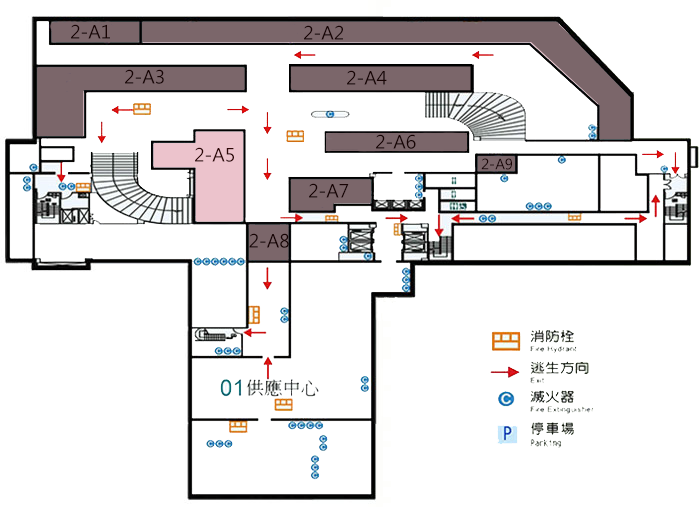 2-A1
2-A2
2-A3
2-A4
2-A5
2-A6
2-A7
2-A8
2-A9
01供應中心
消防栓
Fire Hydrant
逃生方向
Exit
滅火器
Fire Extinguisher
P
停車場
Parking